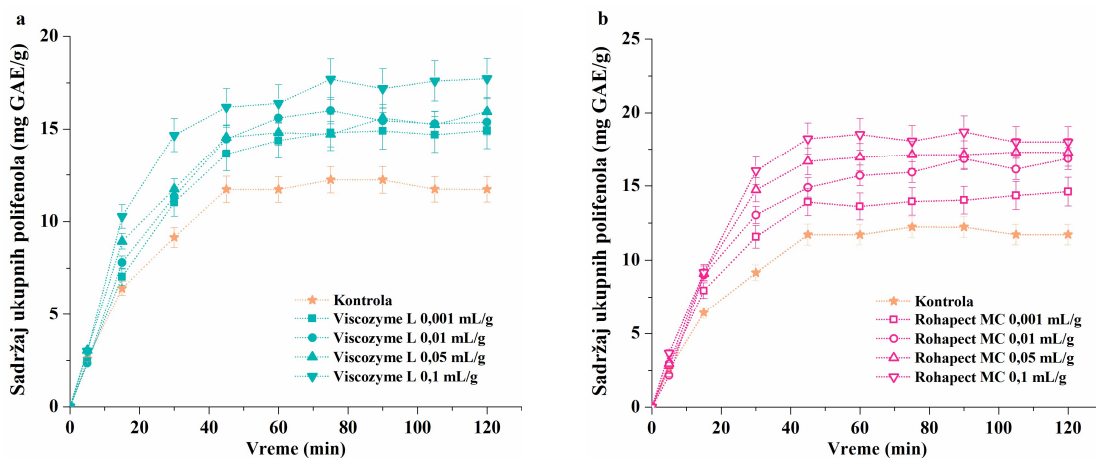 a
Sadržaj ukupnih polifenola (mg GAE/g)
20
15
10
5
0
0 20 40 60 80 100 120
Vreme (min)
Kontrola
Viscozyme L 0,001 mL/g
Viscozyme L 0,01 mL/g
Viscozyme L 0,05 mL/g
Viscozyme L 0,1 mL/g
b
Sadržaj ukupnih polifenola (mg GAE/g)
25
20
15
10
5
0
0 20 40 60 80 100 120
Vreme (min)
Kontrola
Rohapect MC 0,001 mL/g
Rohapect MC 0,01 mL/g
Rohapect MC 0,05 mL/g
Rohapect MC 0,1 mL/g